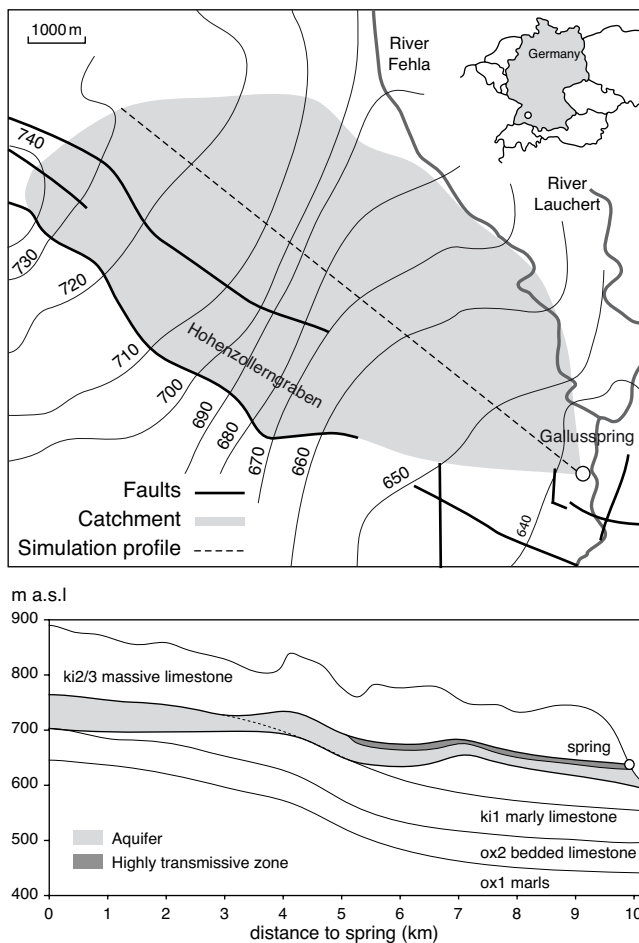 1000 m
River
Fehla
Germany
River
Lauchert
740
730
720
710
700
690
680
670
660
650
640
Hohenzollerngraben
Gallusspring
Faults
Catchment
Simulation profile
m a.s.l
900
800
700
600
500
400
ki2/3 massive limestone
spring
ki1 marly limestone
ox2 bedded limestone
ox1 marls
Aquifer
Highly transmissive zone
0 1 2 3 4 5 6 7 8 9 10
distance to spring (km)